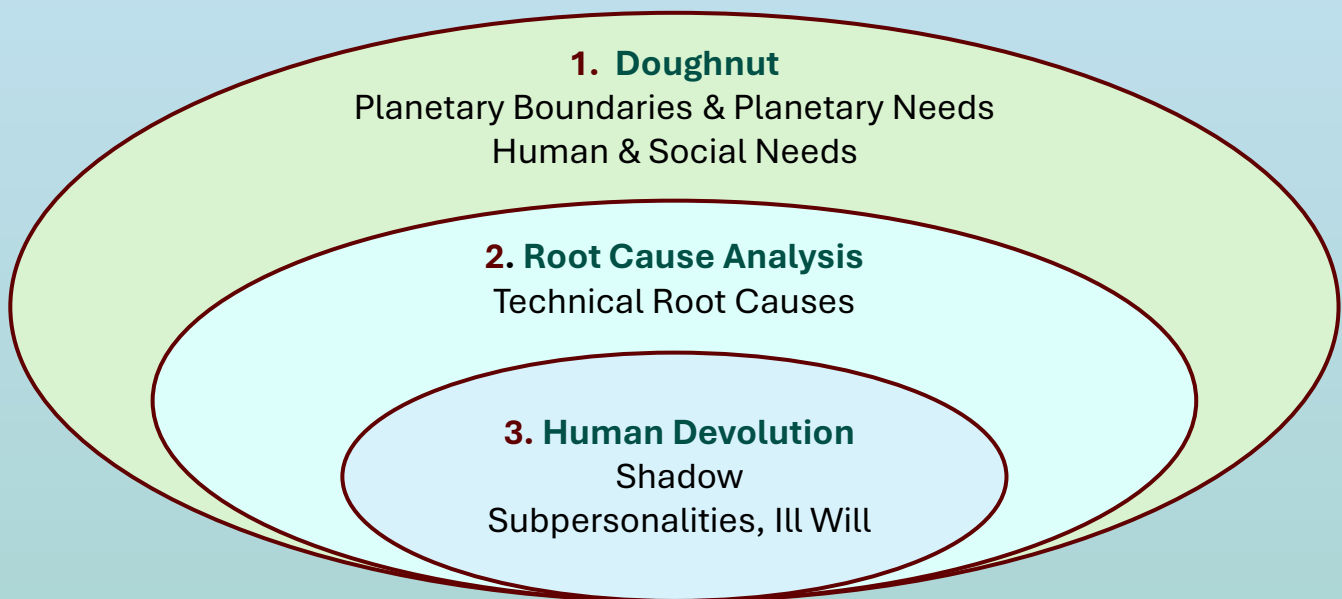 1. Doughnut
Planetary Boundaries & Planetary Needs
Human & Social Needs
2. Root Cause Analysis
Technical Root Causes
3. Human Devolution
Shadow
Subpersonalities, Ill Will